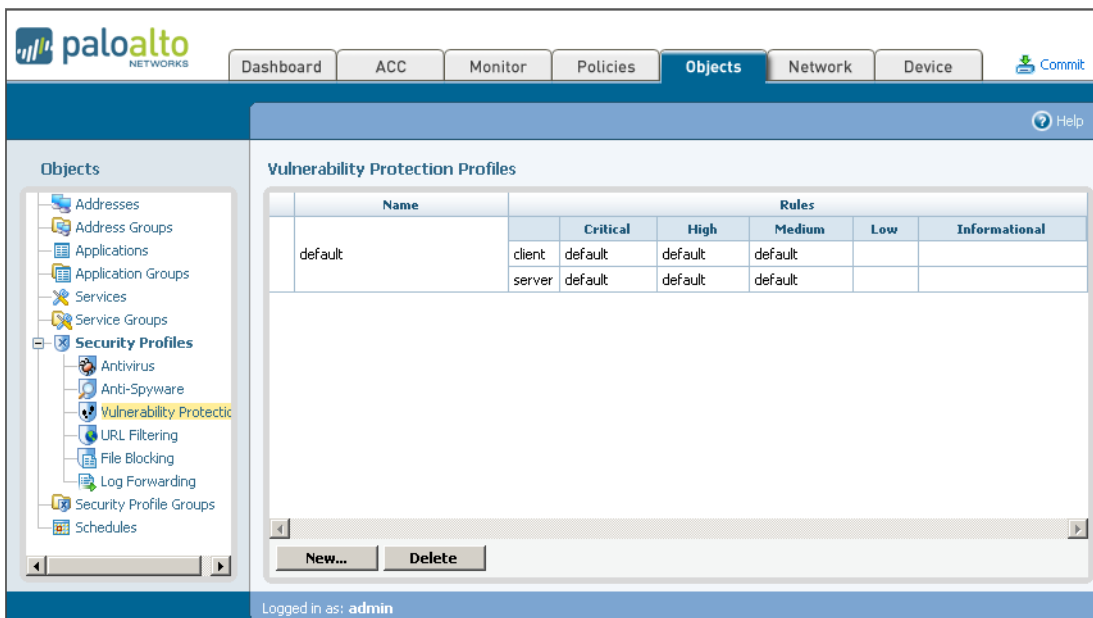 paloalto
NETWORKS
Dashboard ACC Monitor Policies Objects Network Device Commit
Help
Objects
Addresses
Address Groups
Applications
Application Groups
Services
Service Groups
Security Profiles
Antivirus
Anti-Spyware
Vulnerability Protectic
URL Filtering
File Blocking
Log Forwarding
Security Profile Groups
Schedules
Vulnerability Protection Profiles
Name Rules
Critical High Medium Low Informational
default
client default default default
server default default default
New... Delete
Logged in as: admin